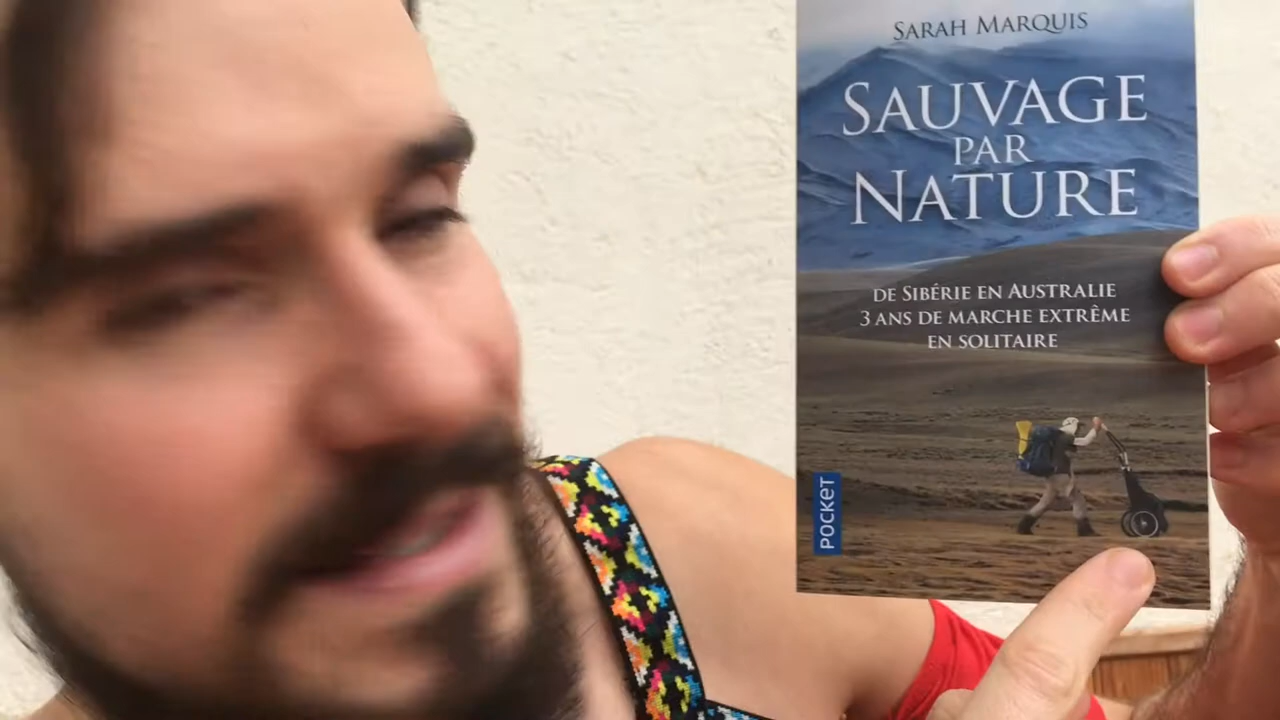 SARAH MARQUIS
SAUVAGE
PAR
NATURE
DE SIBÉRIE EN AUSTRALIE
3 ANS DE MARCHE EXTRÊME
EN SOLITAIRE
POCKET